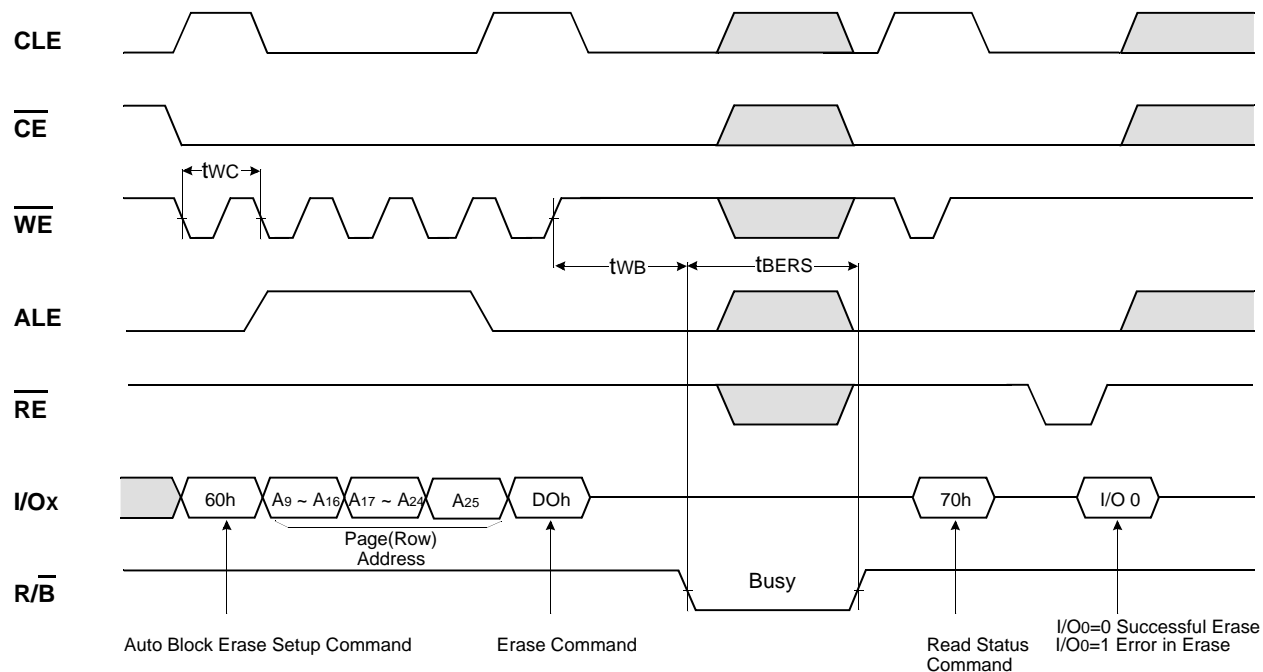 CLE
CE
tWC
WE
tWB
tBERS
ALE
RE
I/Ox
60h
A9 ~ A16
A17 ~ A24
A25
DOh
70h
I/O 0
Page(Row)
Address
R/B
Busy
Auto Block Erase Setup Command
Erase Command
Read Status
Command
I/O0=0 Successful Erase
I/O0=1 Error in Erase